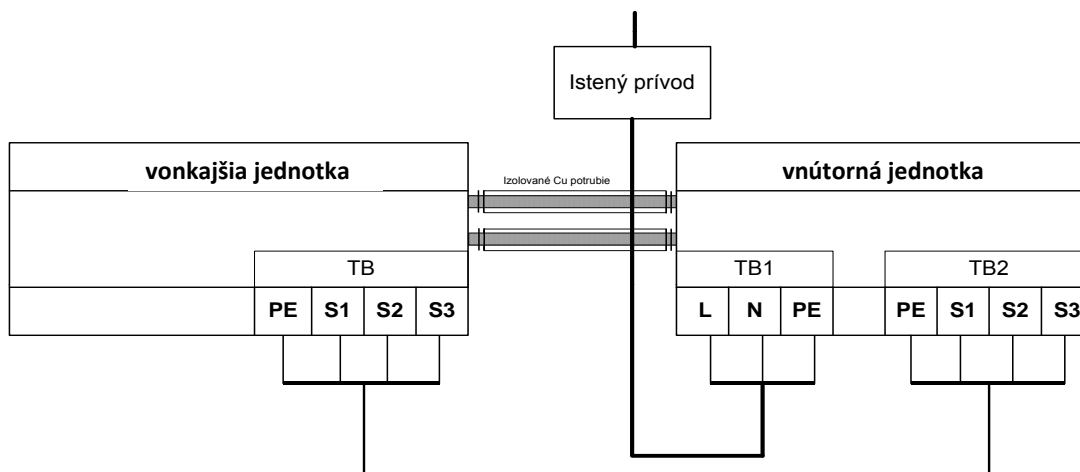 Istený prívod
vonkajšia jednotka
Izolované Cu potrubie
vnútorná jednotka
TB
TB1
TB2
PE S1 S2 S3
L N PE
PE S1 S2 S3